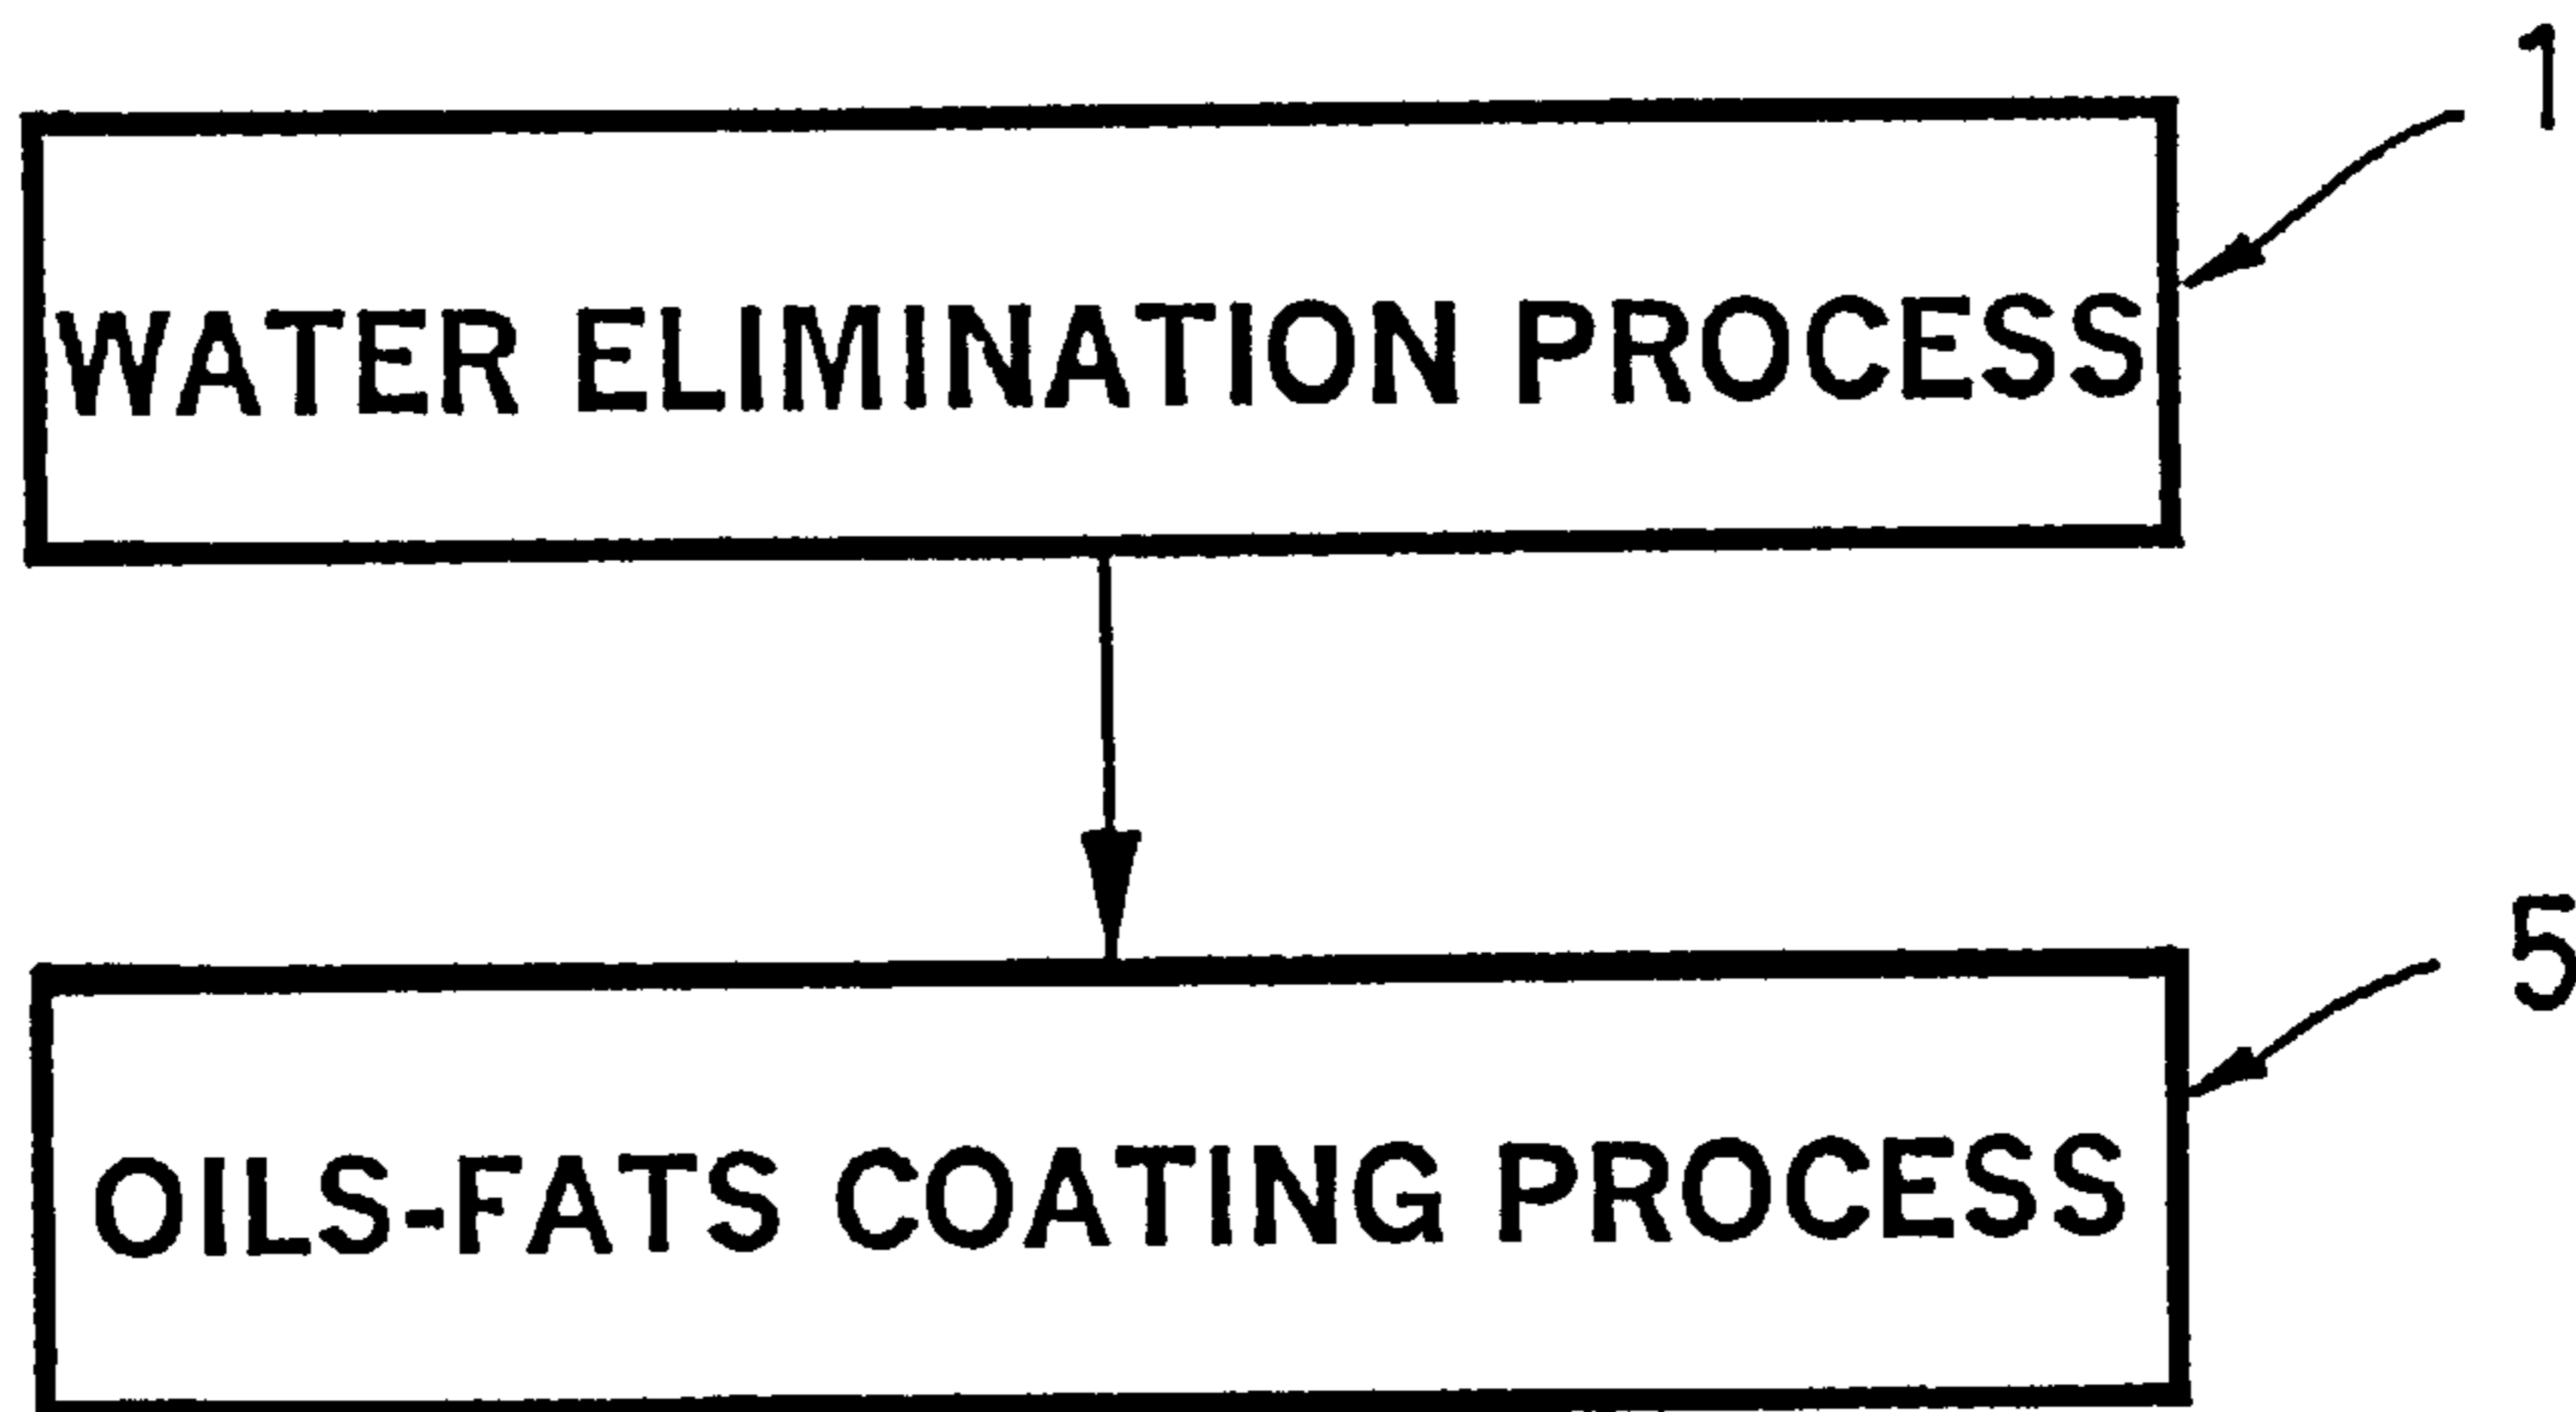 1
WATER ELIMINATION PROCESS
5
OILS-FATS COATING PROCESS